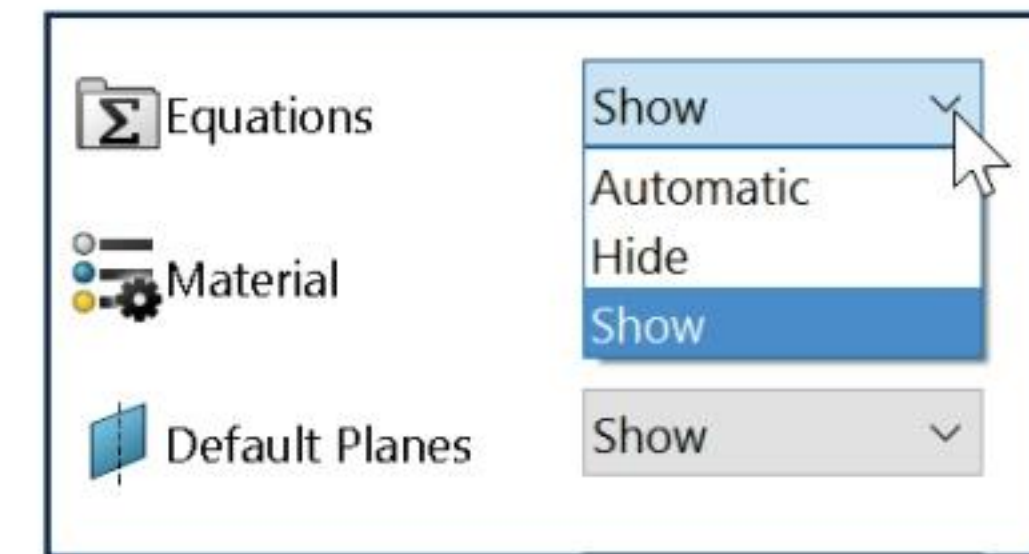 Σ Equations Show
Automatic
Hide
Material
Show
Default Planes Show